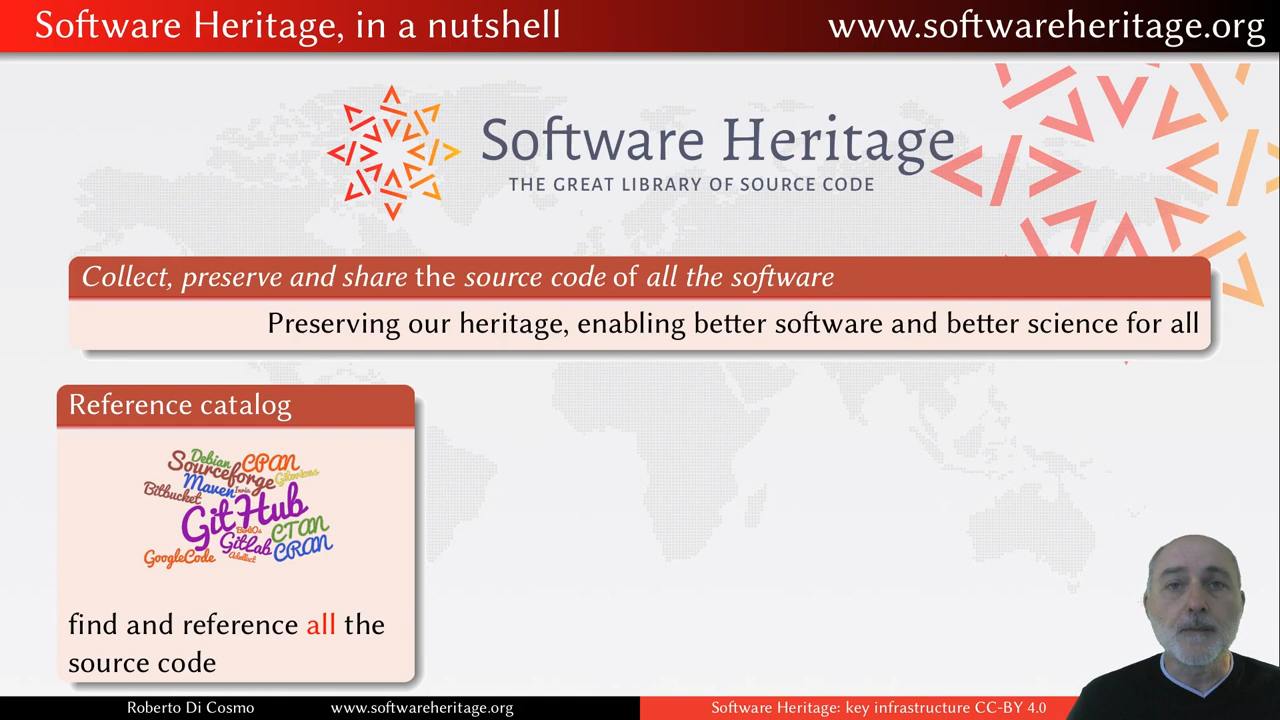 Software Heritage, in a nutshell
www.softwareheritage.org
Software Heritage
THE GREAT LIBRARY OF SOURCE CODE
Collect, preserve and share the source code of all the software
Preserving our heritage, enabling better software and better science for all
Reference catalog
Debian
Sourceforge
CPAN
Gitorious
Maven
Inria
Bitbucket
GitHub
CTAN
GitLab
CRAN
GoogleCode
find and reference all the
source code
Roberto Di Cosmo
www.softwareheritage.org
Software Heritage: key infrastructure CC-BY 4.0